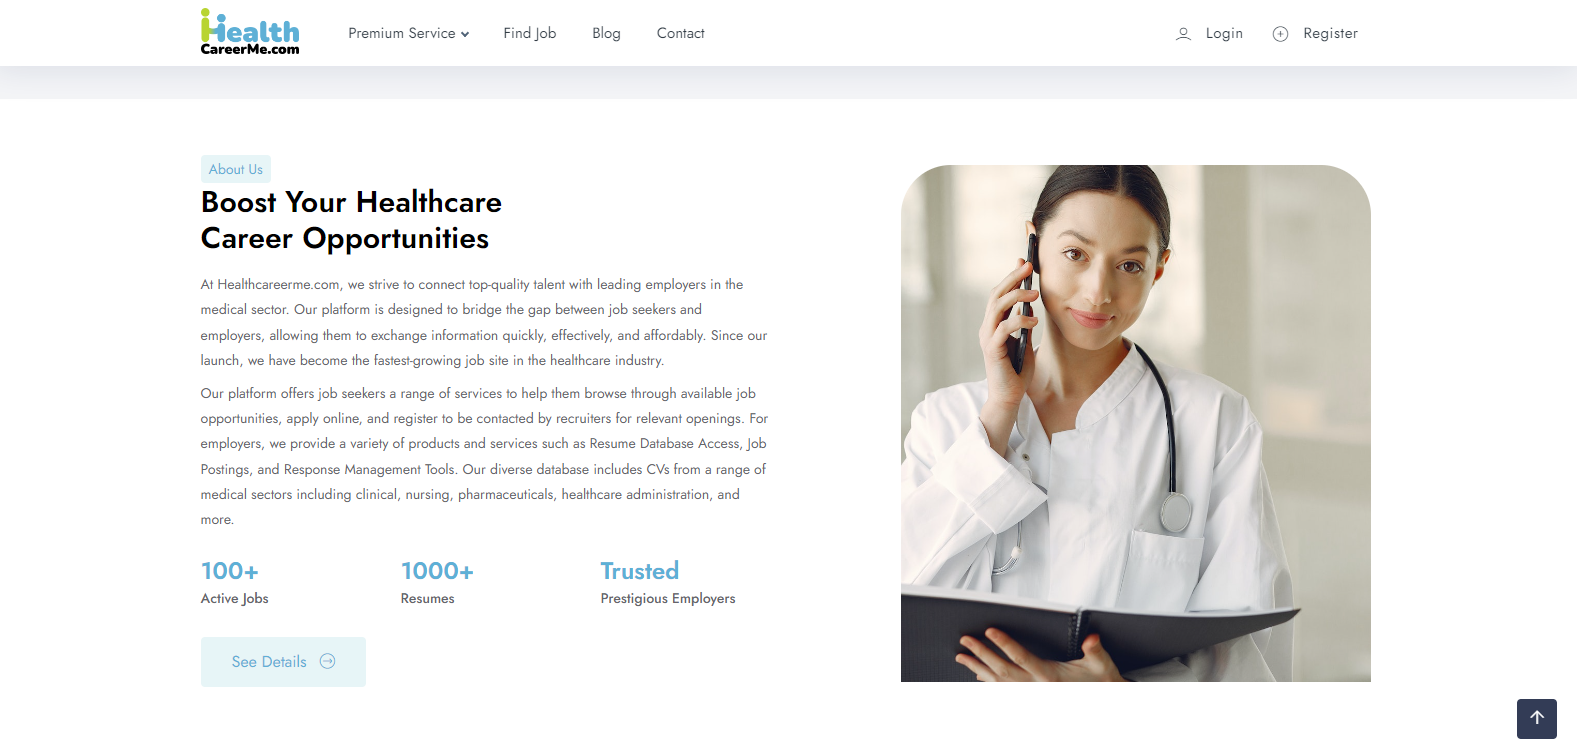 Health
CareerMe.com
Premium Service
Find Job
Blog
Contact
Login
Register
About Us
Boost Your Healthcare
Career Opportunities
At Healthcareerme.com, we strive to connect top-quality talent with leading employers in the
medical sector. Our platform is designed to bridge the gap between job seekers and
employers, allowing them to exchange information quickly, effectively, and affordably. Since our
launch, we have become the fastest-growing job site in the healthcare industry.
Our platform offers job seekers a range of services to help them browse through available job
opportunities, apply online, and register to be contacted by recruiters for relevant openings. For
employers, we provide a variety of products and services such as Resume Database Access, Job
Postings, and Response Management Tools. Our diverse database includes CVs from a range of
medical sectors including clinical, nursing, pharmaceuticals, healthcare administration, and
more.
100+
Active Jobs
1000+
Resumes
Trusted
Prestigious Employers
See Details